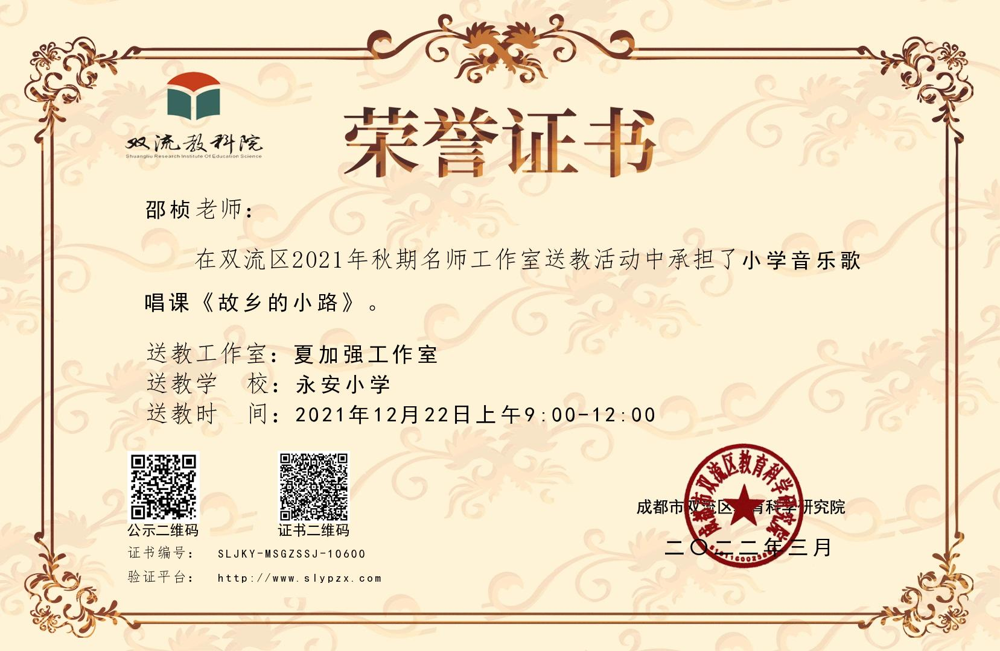 双流教科院
Shuangliu Research Institute Of Education Science
荣誉证书
邵桢老师：
在双流区2021年秋期名师工作室送教活动中承担了小学音乐歌
唱课《故乡的小路》。
送教工作室：夏加强工作室
送教学　校：永安小学
送教时　间：2021年12月22日上午9:00-12:00
公示二维码
证书二维码
证书编号： SLJKY-MSGZSSJ-10600
验证平台： http://www.slypzx.com
成都市双流区教育科学研究院
成都市双流区教育科学研究院
二〇二二年三月